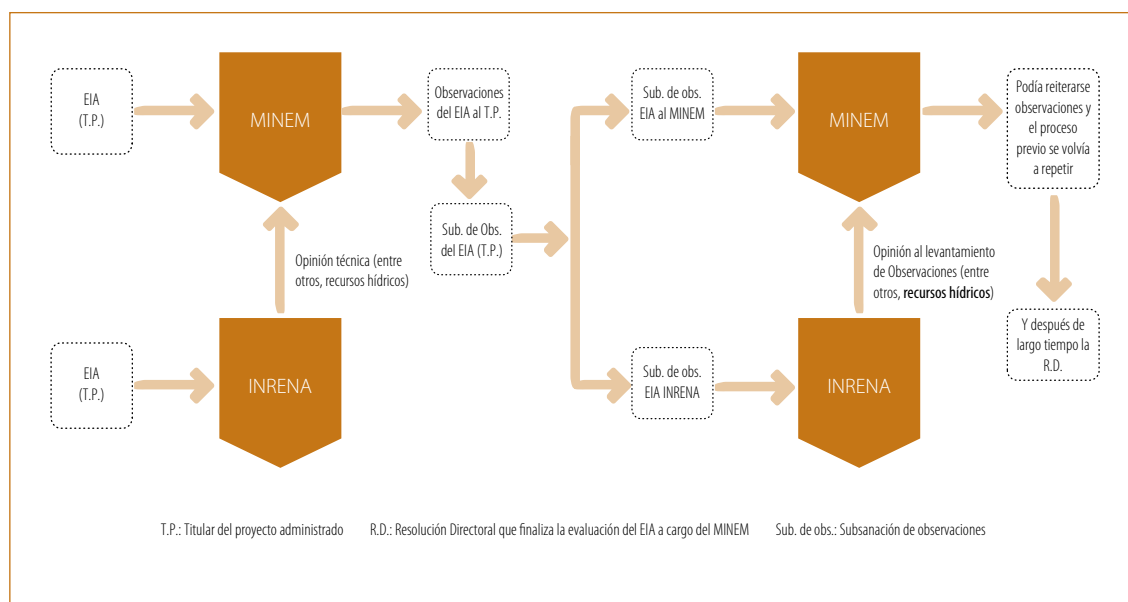 EIA
(T.P.)
MINEM
Observaciones
del EIA al T.P.
Sub. de Obs.
del EIA (T.P.)
Opinión técnica (entre
otros, recursos hídricos)
EIA
(T.P.)
INRENA
Sub. de obs.
EIA al MINEM
MINEM
Podía reiterarse
observaciones y
el proceso
previo se volvía
a repetir
Opinión al levantamiento
de Observaciones (entre
otros, recursos hídricos)
Sub. de obs.
EIA INRENA
INRENA
Y después de
largo tiempo la
R.D.
T.P.: Titular del proyecto administrado R.D.: Resolución Directoral que finaliza la evaluación del EIA a cargo del MINEM Sub. de obs.: Subsanación de observaciones